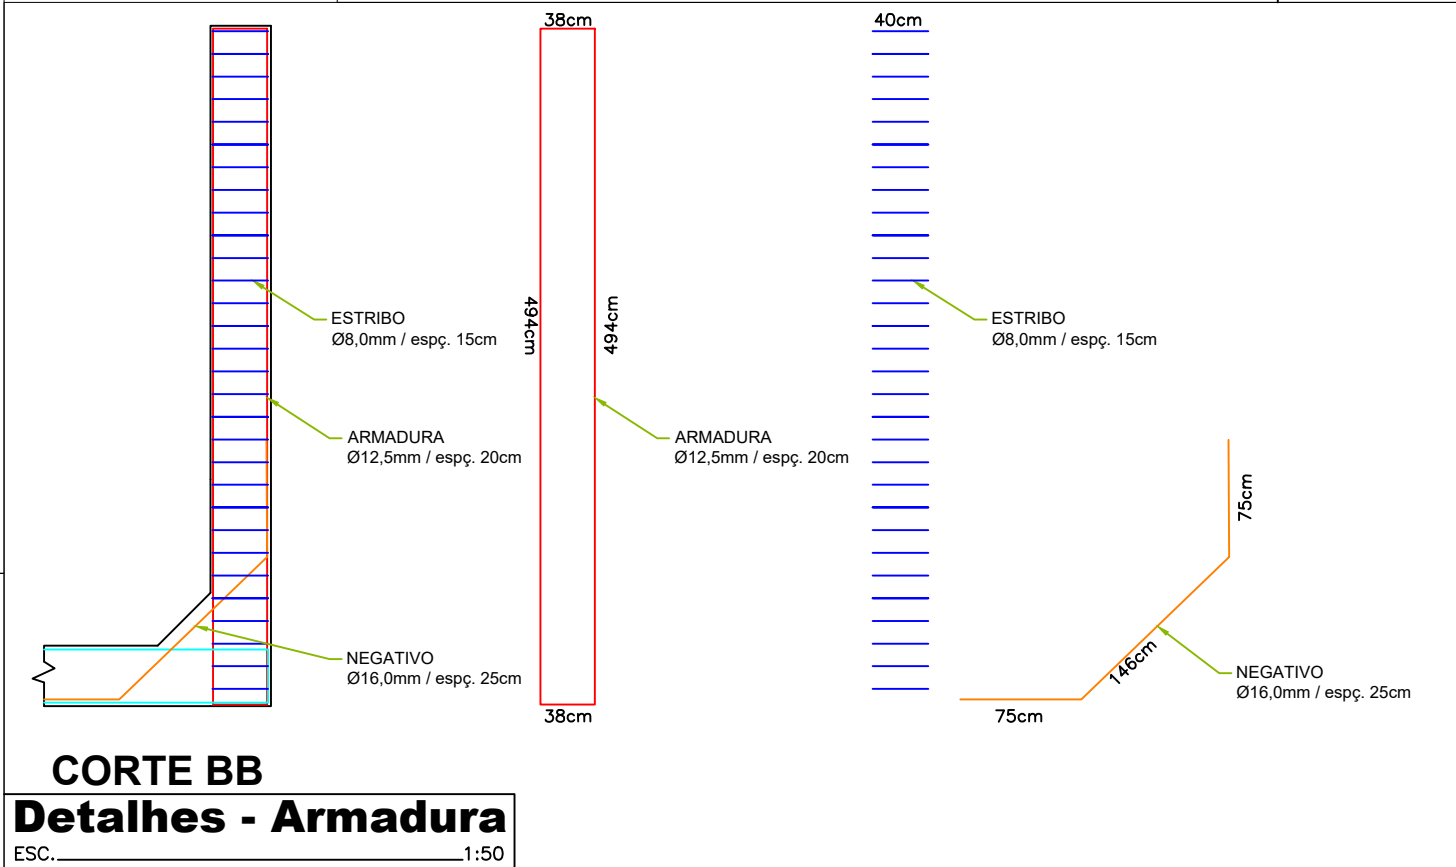 38cm
40cm
ESTRIBO
Ø8,0mm / espç. 15cm
494cm
494cm
ESTRIBO
Ø8,0mm / espç. 15cm
ARMADURA
Ø12,5mm / espç. 20cm
ARMADURA
Ø12,5mm / espç. 20cm
75cm
NEGATIVO
Ø16,0mm / espç. 25cm
146cm
NEGATIVO
Ø16,0mm / espç. 25cm
38cm
75cm
CORTE BB
Detalhes - Armadura
ESC. 1:50